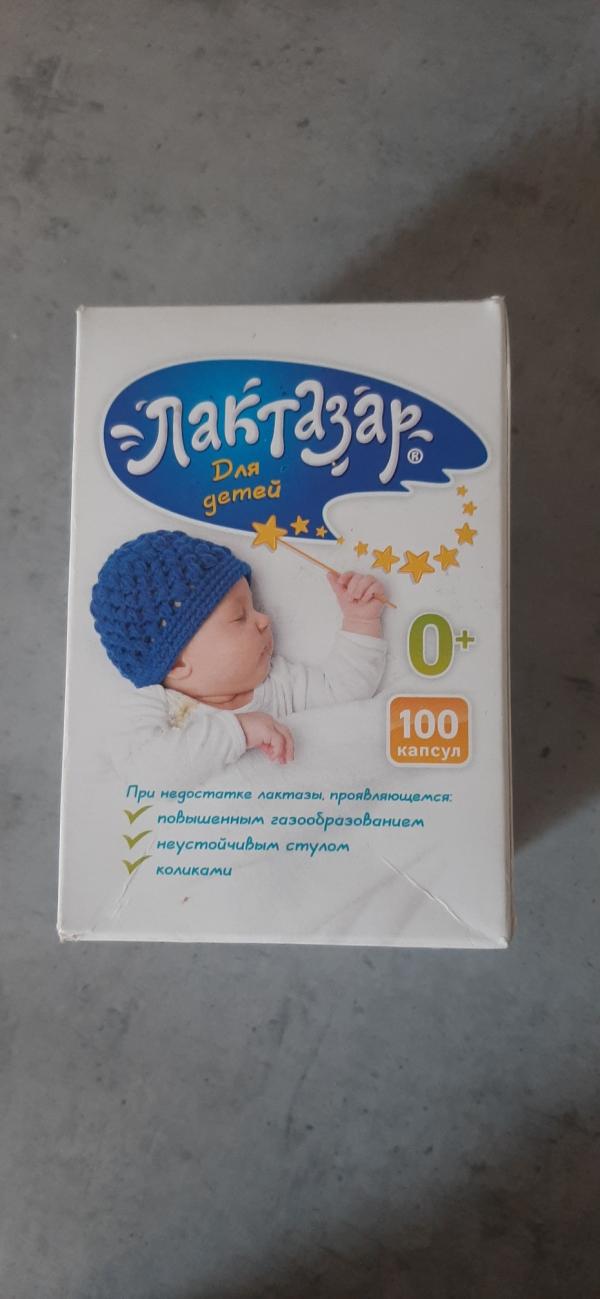 Лактазар®
Для
детей
0+
100
капсул
При недостатке лактазы, проявляющемся:
повышенным газообразованием
неустойчивым стулом
коликами